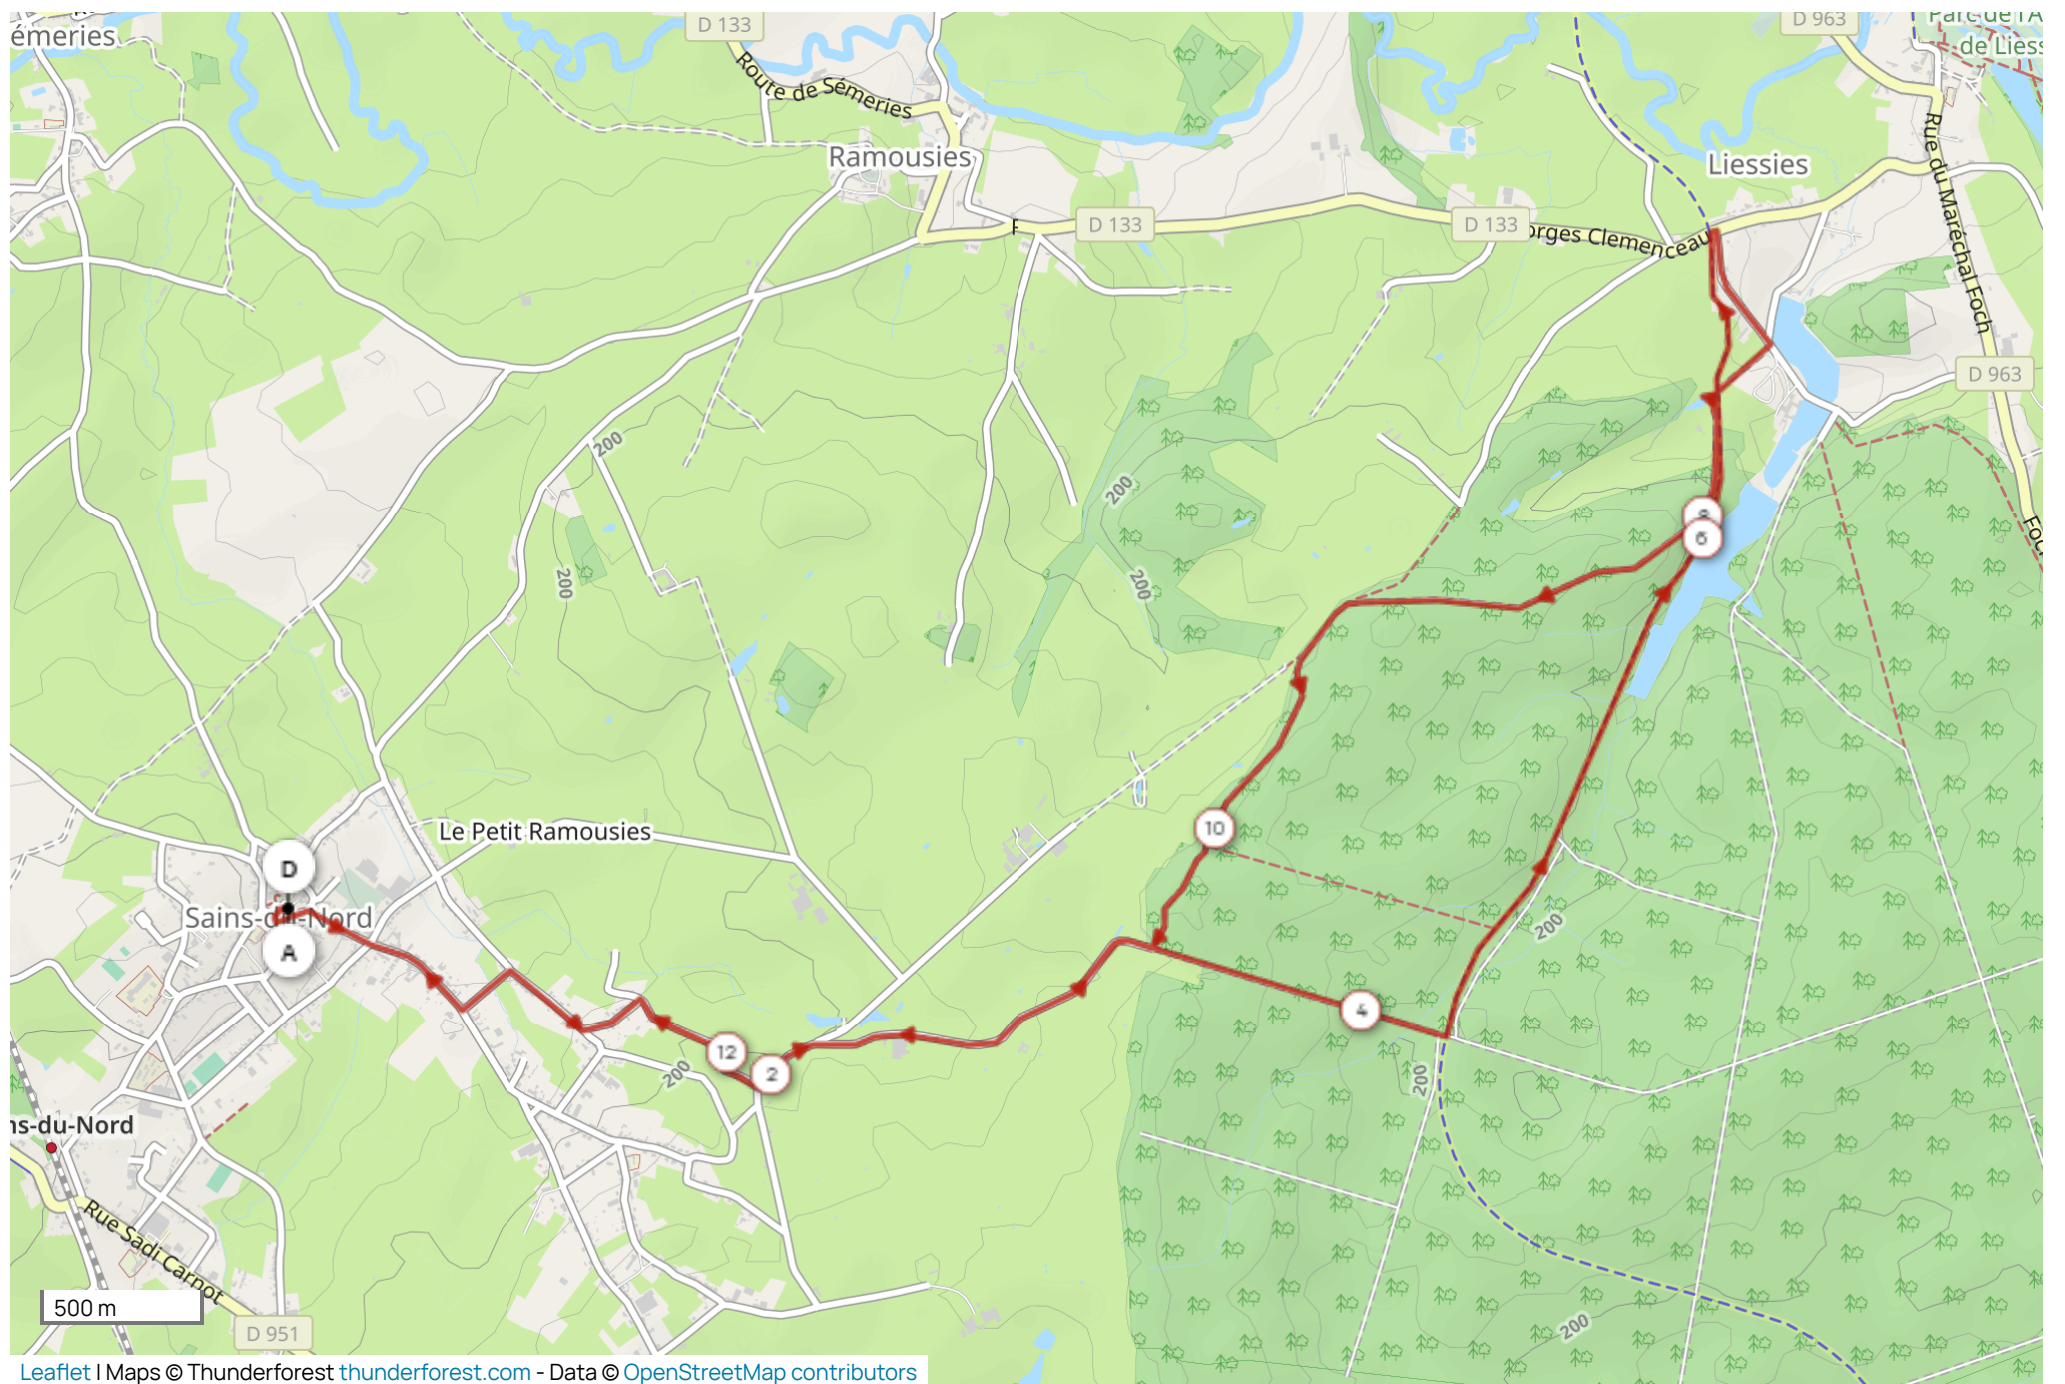 D 133
D 963
émeries
de Liess
Route de Sémeries
Ramousies
Liessies
Rue du Maréchal Foch
D 133
D 133
orges Clemenceau
D 963
200
200
200
200
8
6
Foc
Le Petit Ramousies
10
D
Sains-du-Nord
A
200
4
12
2
200
200
ns-du-Nord
Rue Sadi Carnot
500 m
200
D 951
Leaflet | Maps © Thunderforest thunderforest.com - Data © OpenStreetMap contributors